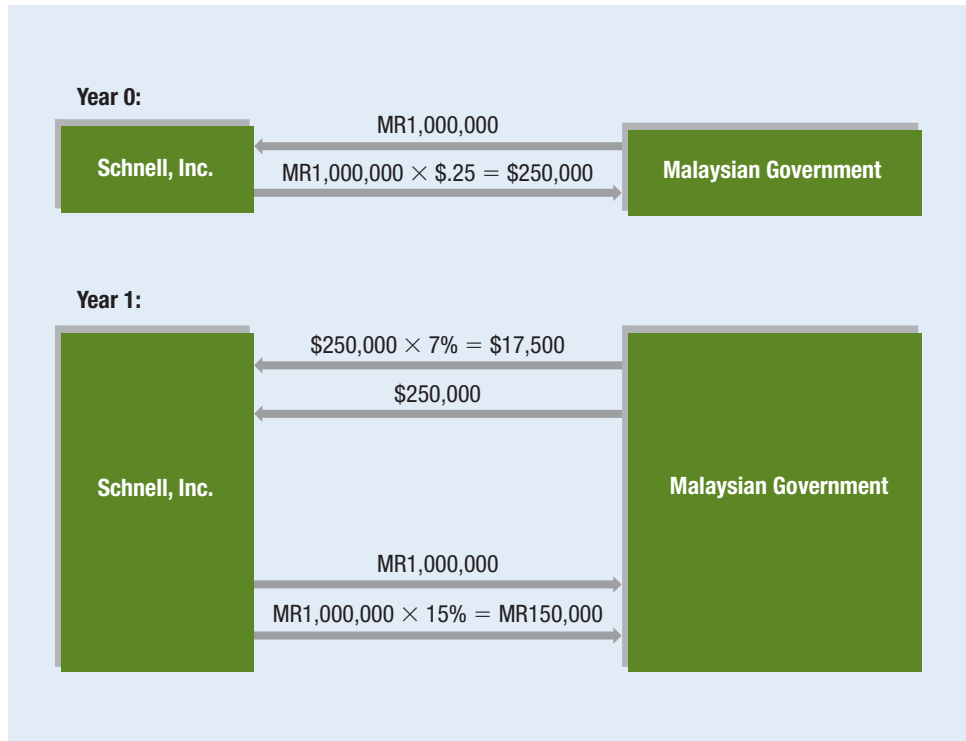 Year 0:
MR1,000,000
Schnell, Inc.
MR1,000,000 × $.25 = $250,000
Malaysian Government
Year 1:
$250,000 × 7% = $17,500
$250,000
Schnell, Inc.
Malaysian Government
MR1,000,000
MR1,000,000 × 15% = MR150,000